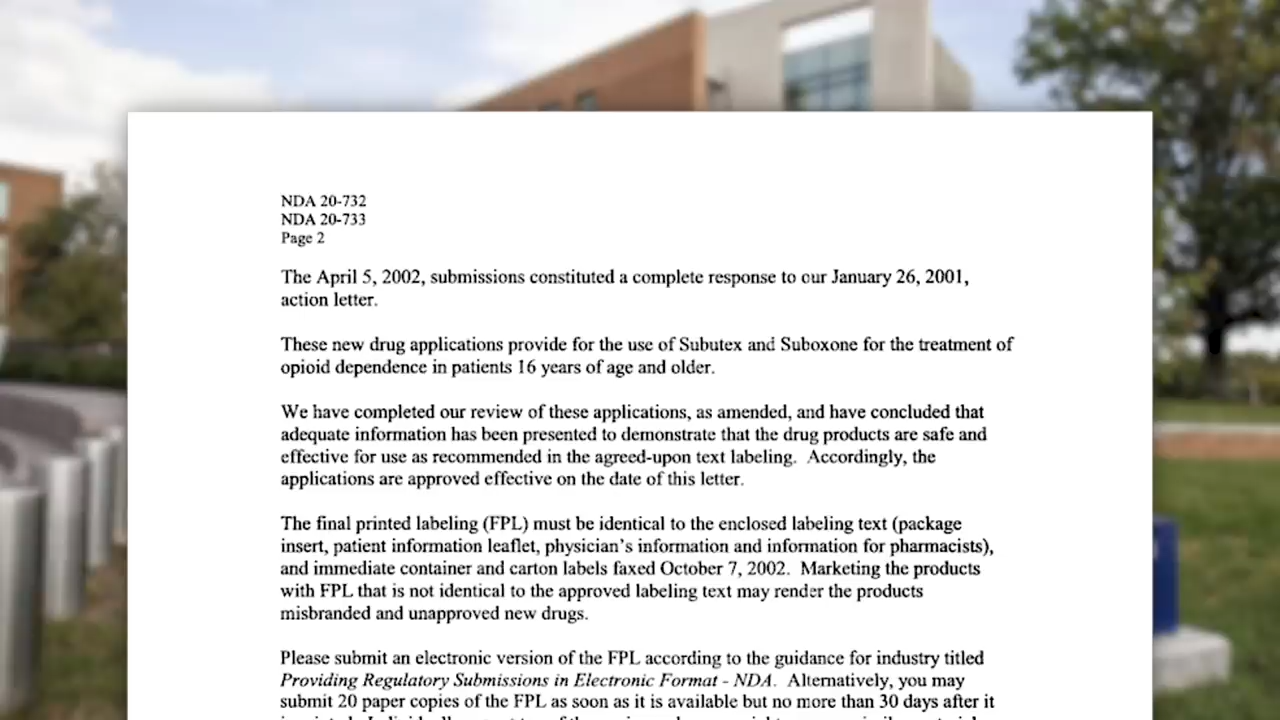 NDA 20-732
NDA 20-733
Page 2
The April 5, 2002, submissions constituted a complete response to our January 26, 2001,
action letter.
These new drug applications provide for the use of Subutex and Suboxone for the treatment of
opioid dependence in patients 16 years of age and older.
We have completed our review of these applications, as amended, and have concluded that
adequate information has been presented to demonstrate that the drug products are safe and
effective for use as recommended in the agreed-upon text labeling.  Accordingly, the
applications are approved effective on the date of this letter.
The final printed labeling (FPL) must be identical to the enclosed labeling text (package
insert, patient information leaflet, physician's information and information for pharmacists),
and immediate container and carton labels faxed October 7, 2002.  Marketing the products
with FPL that is not identical to the approved labeling text may render the products
misbranded and unapproved new drugs.
Please submit an electronic version of the FPL according to the guidance for industry titled
Providing Regulatory Submissions in Electronic Format - NDA.  Alternatively, you may
submit 20 paper copies of the FPL as soon as it is available but no more than 30 days after it